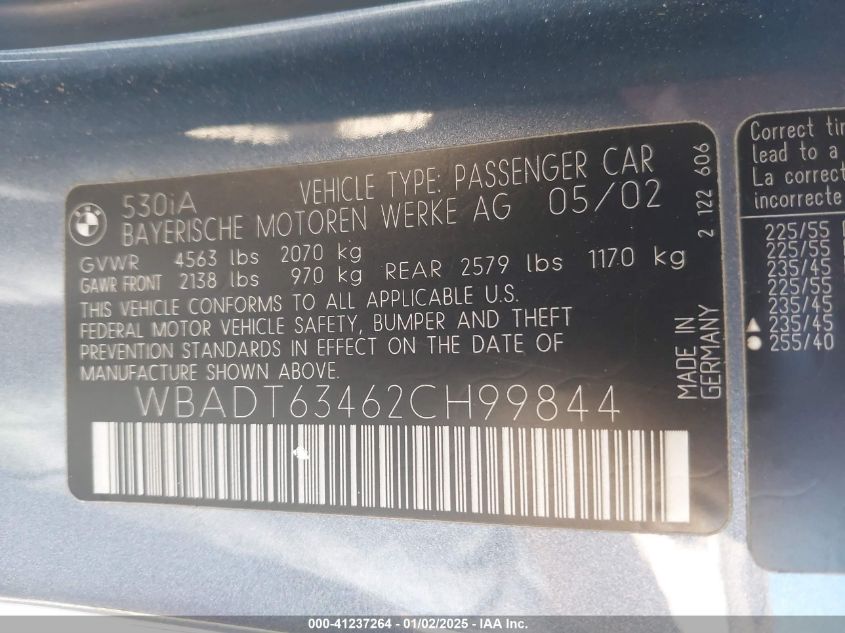 530iA VEHICLE TYPE: PASSENGER CAR
BAYERISCHE MOTOREN WERKE AG 05/02
GVWR 4563 lbs 2070 kg
GAWR FRONT 2138 lbs 970 kg REAR 2579 lbs 1170 kg
THIS VEHICLE CONFORMS TO ALL APPLICABLE U.S.
FEDERAL MOTOR VEHICLE SAFETY, BUMPER AND THEFT
PREVENTION STANDARDS IN EFFECT ON THE DATE OF
MANUFACTURE SHOWN ABOVE.
WBADT63462CH99844
2 122 606
MADE IN
GERMANY
Correct
lead to a
La correct
incorrecte
225/55
225/55
235/45
225/55
235/45
▲ 235/45
● 255/40
000-41237264 - 01/02/2025 - IAA Inc.